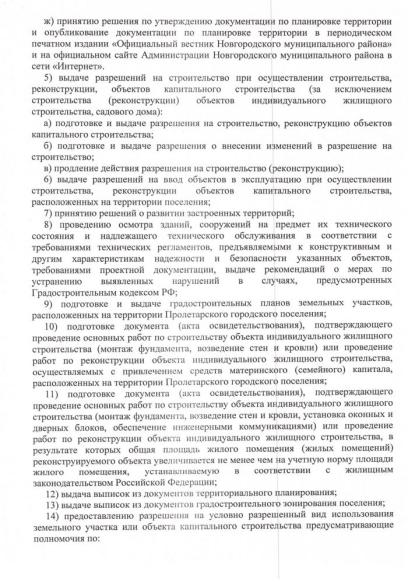 ж) принятию решения по утверждению документации по планировке территории
и опубликование документации по планировке территории в периодическом
печатном издании «Официальный вестник Новгородского муниципального района»
и на официальном сайте Администрации Новгородского муниципального района в
сети «Интернет».
5) выдаче разрешений на строительство при осуществлении строительства,
реконструкции, объектов капитального строительства (за исключением
строительства (реконструкции) объектов индивидуального жилищного
строительства, садового дома):
а) подготовке и выдаче разрешения на строительство, реконструкцию объектов
капитального строительства;
б) подготовке и выдаче разрешения о внесении изменений в разрешение на
строительство;
в) продление действия разрешения на строительство (реконструкцию);
6) выдаче разрешений на ввод объектов в эксплуатацию при осуществлении
строительства, реконструкции объектов капитального строительства,
расположенных на территории поселения;
7) принятию решений о развитии застроенных территорий;
8) проведению осмотра зданий, сооружений на предмет их технического
состояния и надлежащего технического обслуживания в соответствии с
требованиями технических регламентов, предъявляемыми к конструктивным и
другим характеристикам надежности и безопасности указанных объектов,
требованиями проектной документации, выдаче рекомендаций о мерах по
устранению выявленных нарушений в случаях, предусмотренных
Градостроительным кодексом РФ;
9) подготовке и выдаче градостроительных планов земельных участков,
расположенных на территории Пролетарского городского поселения;
10) подготовке документа (акта освидетельствования), подтверждающего
проведение основных работ по строительству объекта индивидуального жилищного
строительства (монтаж фундамента, возведение стен и кровли) или проведение
работ по реконструкции объекта индивидуального жилищного строительства,
осуществляемых с привлечением средств материнского (семейного) капитала,
расположенных на территории Пролетарского городского поселения;
11) подготовке документа (акта освидетельствования), подтверждающего
проведение основных работ по строительству объекта индивидуального жилищного
строительства (монтаж фундамента, возведение стен и кровли, установка оконных и
дверных блоков, обеспечение инженерными коммуникациями) или проведение
работ по реконструкции объекта индивидуального жилищного строительства, в
результате которых общая площадь жилого помещения (жилых помещений)
реконструируемого объекта увеличивается не менее чем на учетную норму площади
жилого помещения, устанавливаемую в соответствии с жилищным
законодательством Российской Федерации;
12) выдача выписок из документов территориального планирования;
13) выдаче выписок из документов градостроительного зонирования поселения;
14) предоставлению разрешения на условно разрешенный вид использования
земельного участка или объекта капитального строительства предусматривающие
полномочия по: